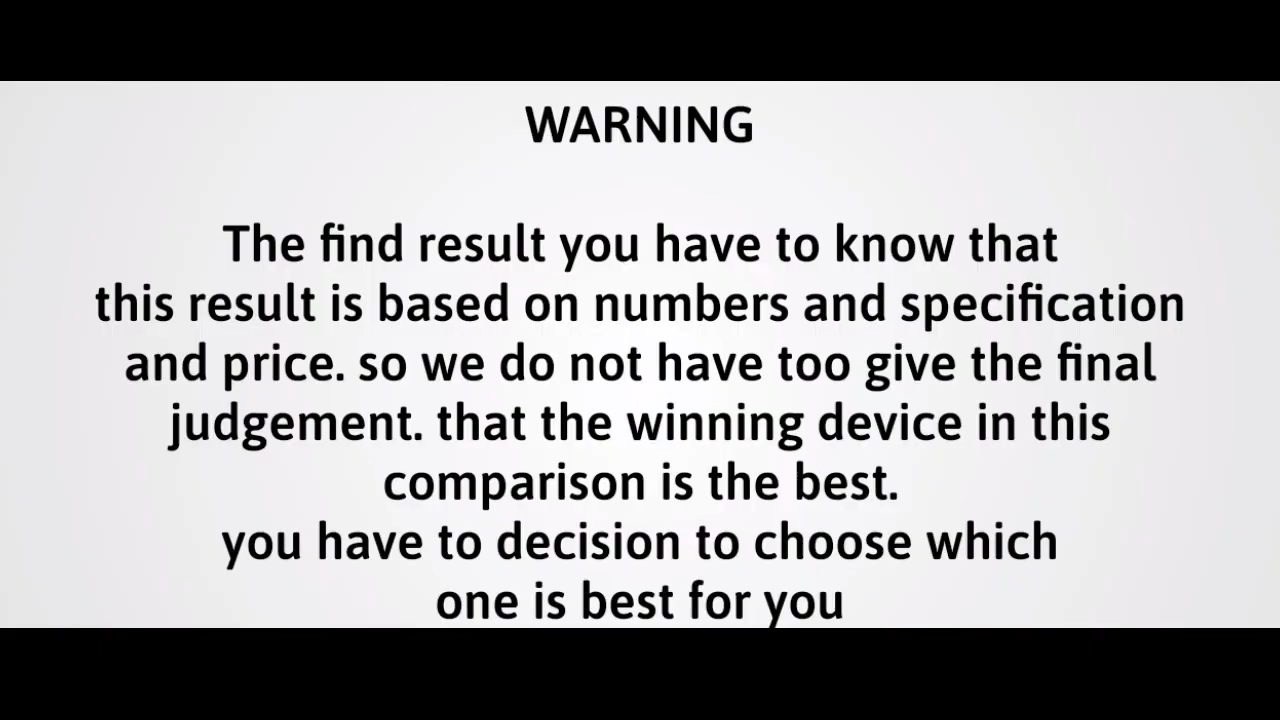 WARNING
The find result you have to know that
this result is based on numbers and specification
and price. so we do not have too give the final
judgement. that the winning device in this
comparison is the best.
you have to decision to choose which
one is best for you